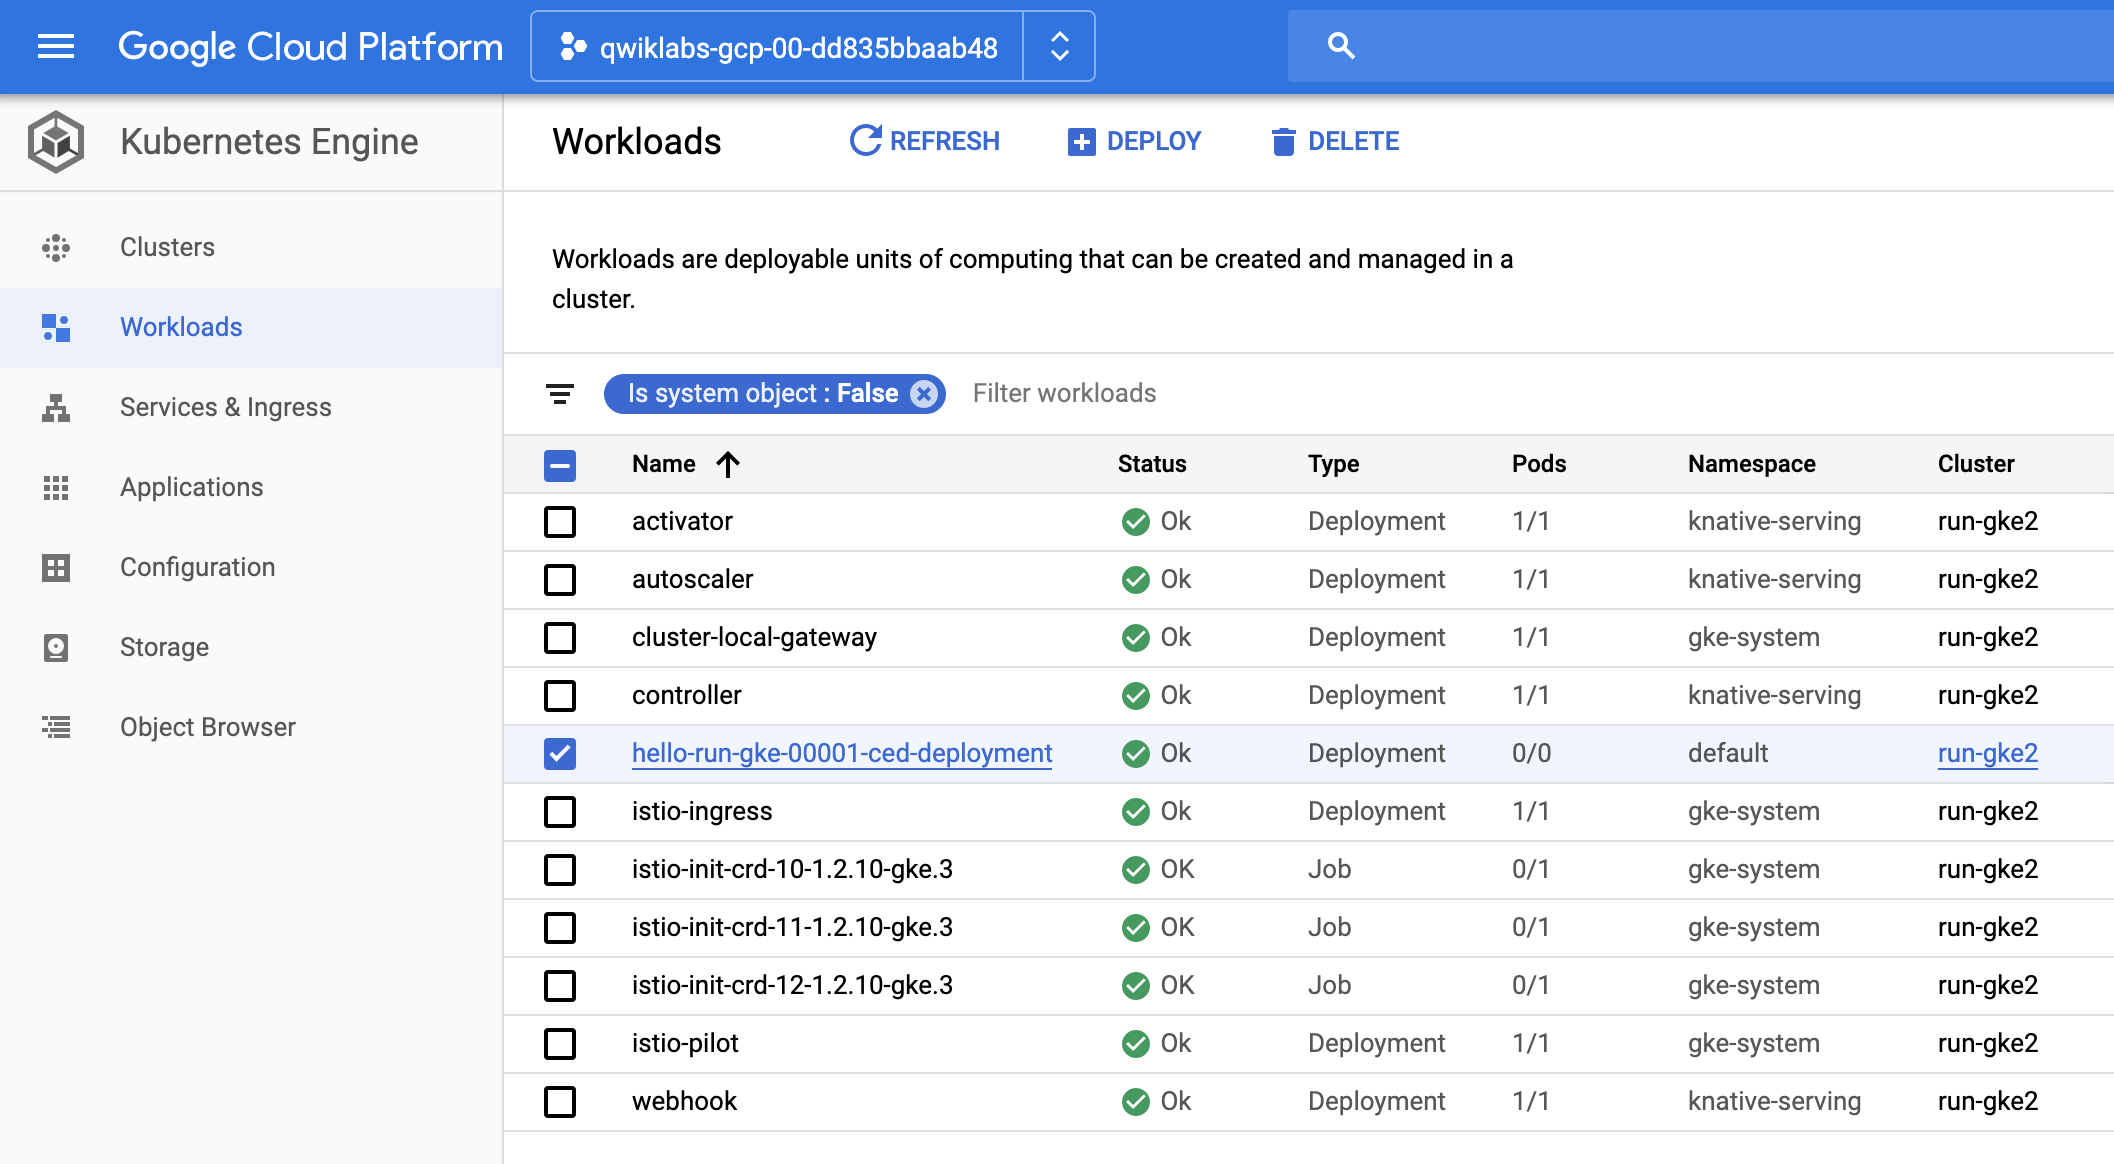 Google Cloud Platform qwiklabs-gcp-00-dd835bbaab48
Kubernetes Engine
Clusters
Workloads
Services & Ingress
Applications
Configuration
Storage
Object Browser
Workloads REFRESH DEPLOY DELETE
Workloads are deployable units of computing that can be created and managed in a
cluster.
Is system object : False Filter workloads
Name Status Type Pods Namespace Cluster
activator Ok Deployment 1/1 knative-serving run-gke2
autoscaler Ok Deployment 1/1 knative-serving run-gke2
cluster-local-gateway Ok Deployment 1/1 gke-system run-gke2
controller Ok Deployment 1/1 knative-serving run-gke2
hello-run-gke-00001-ced-deployment Ok Deployment 0/0 default run-gke2
istio-ingress Ok Deployment 1/1 gke-system run-gke2
istio-init-crd-10-1.2.10-gke.3 OK Job 0/1 gke-system run-gke2
istio-init-crd-11-1.2.10-gke.3 OK Job 0/1 gke-system run-gke2
istio-init-crd-12-1.2.10-gke.3 OK Job 0/1 gke-system run-gke2
istio-pilot Ok Deployment 1/1 gke-system run-gke2
webhook Ok Deployment 1/1 knative-serving run-gke2